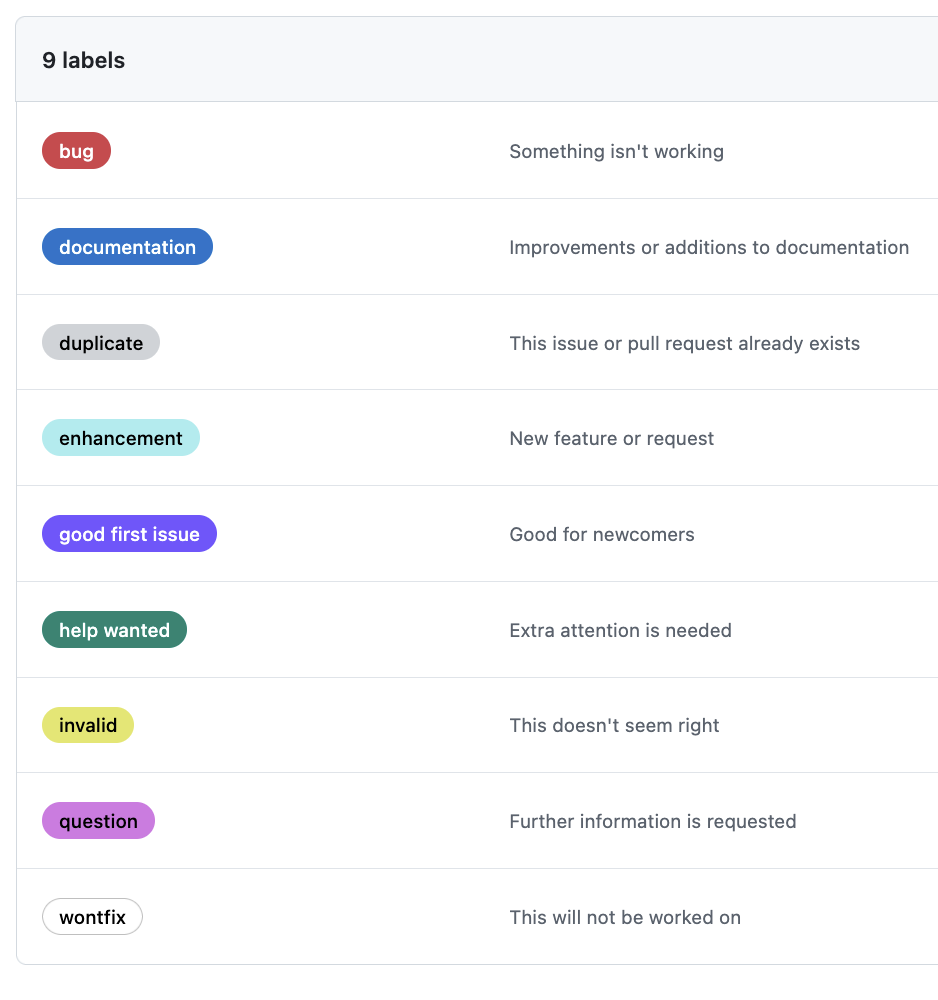 9 labels
bug Something isn't working
documentation Improvements or additions to documentation
duplicate This issue or pull request already exists
enhancement New feature or request
good first issue Good for newcomers
help wanted Extra attention is needed
invalid This doesn't seem right
question Further information is requested
wontfix This will not be worked on